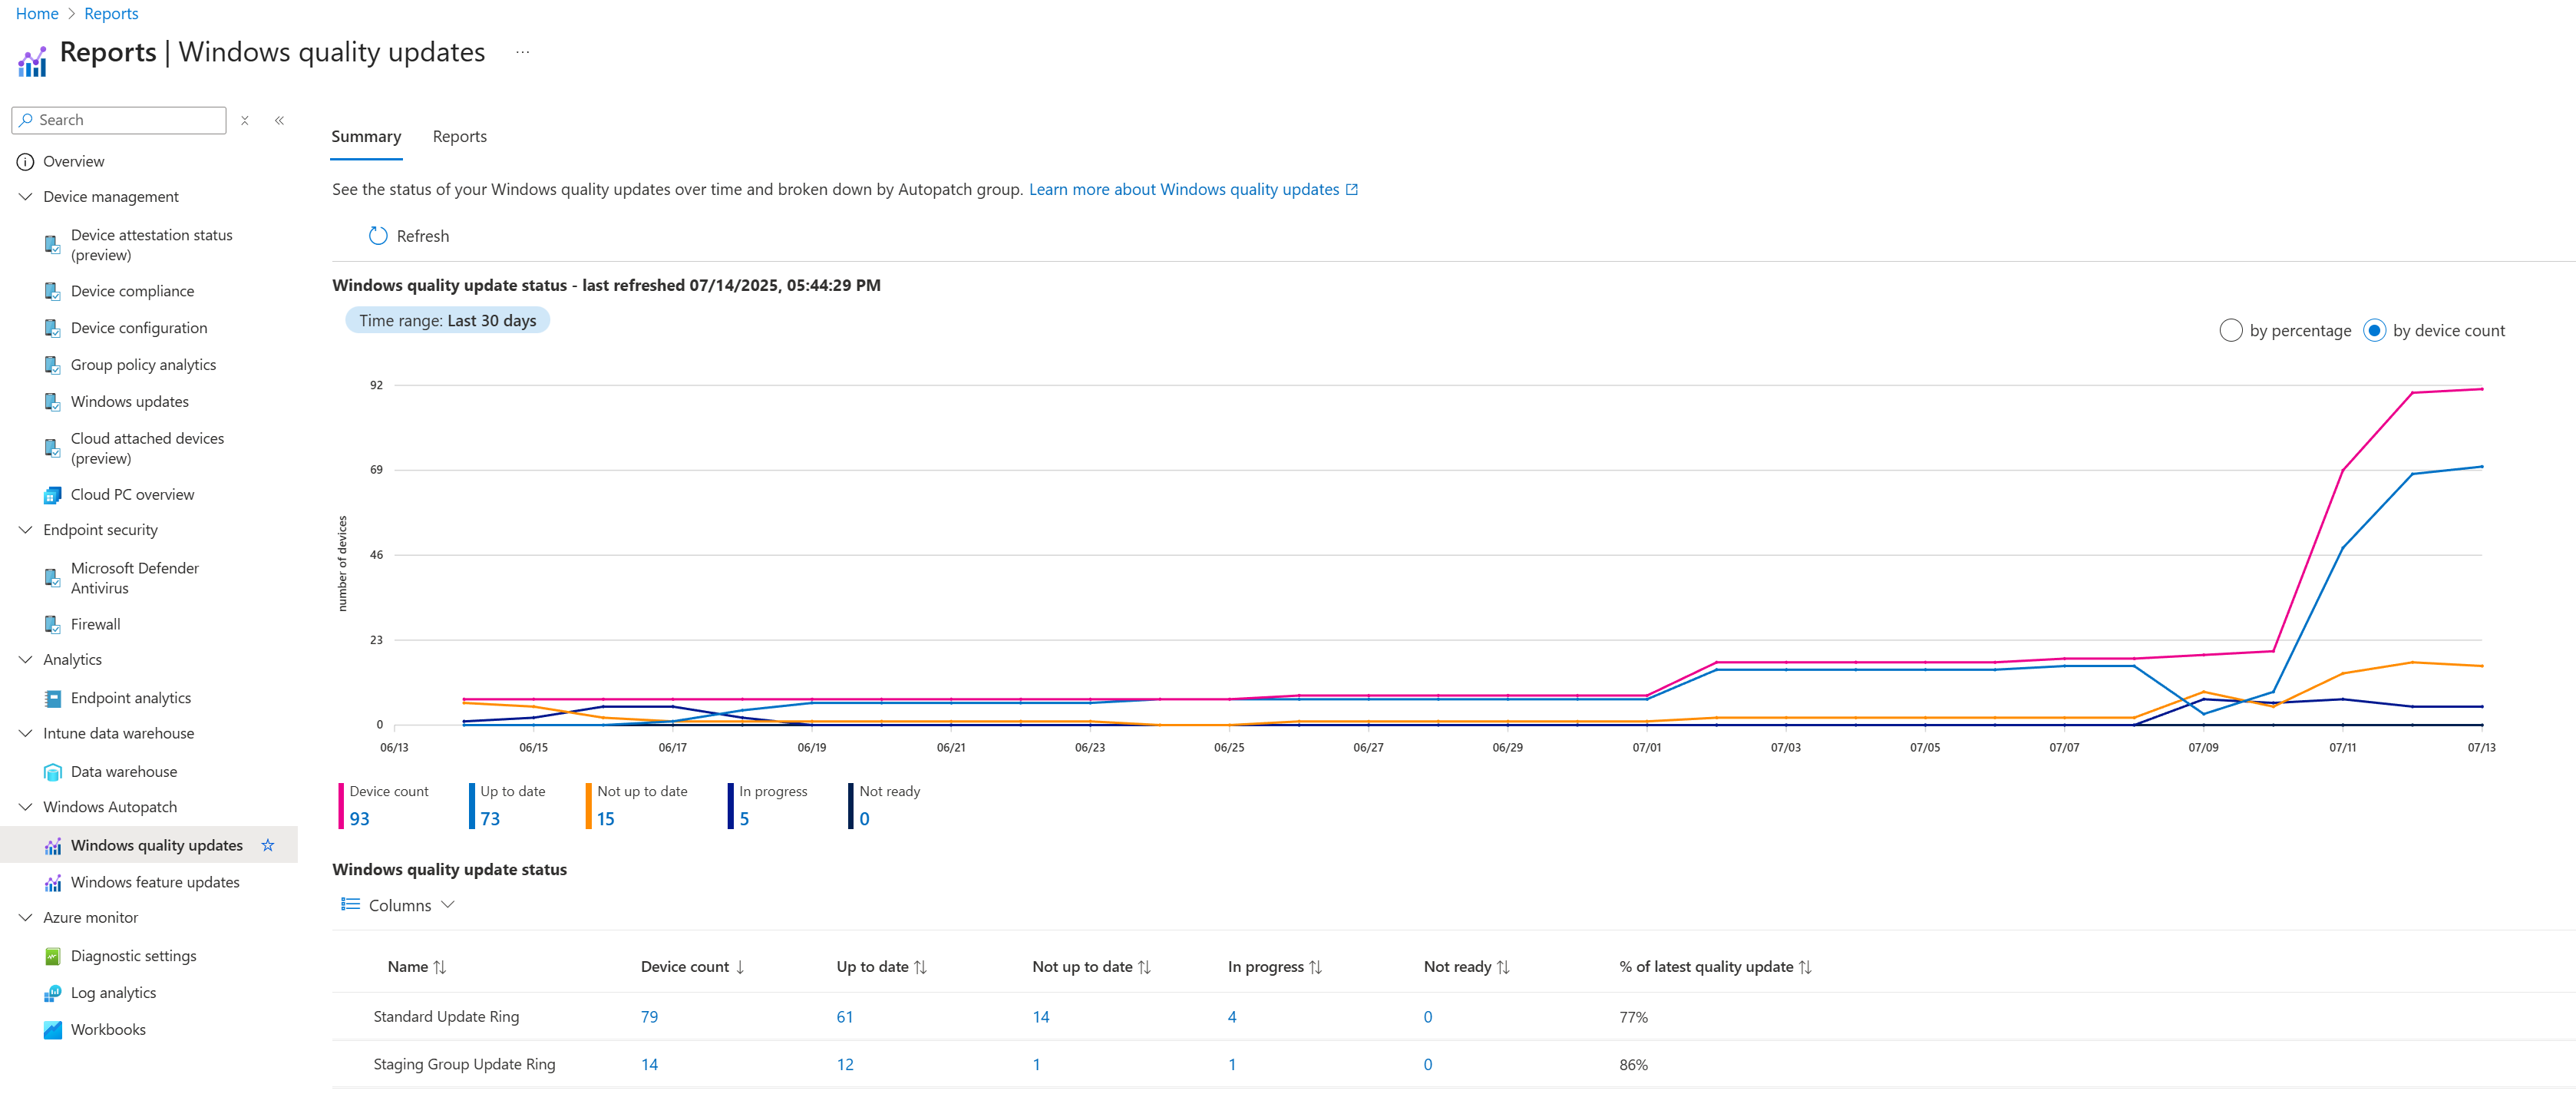 Home > Reports
Reports | Windows quality updates ...
Search
Overview
Device management
Device attestation status
(preview)
Device compliance
Device configuration
Group policy analytics
Windows updates
Cloud attached devices
(preview)
Cloud PC overview
Endpoint security
Microsoft Defender
Antivirus
Firewall
Analytics
Endpoint analytics
Intune data warehouse
Data warehouse
Windows Autopatch
Windows quality updates
Windows feature updates
Azure monitor
Diagnostic settings
Log analytics
Workbooks
Summary Reports
See the status of your Windows quality updates over time and broken down by Autopatch group. Learn more about Windows quality updates
Refresh
Windows quality update status - last refreshed 07/14/2025, 05:44:29 PM
Time range: Last 30 days
by percentage by device count
number of devices
92
69
46
23
0
06/13 06/15 06/17 06/19 06/21 06/23 06/25 06/27 06/29 07/01 07/03 07/05 07/07 07/09 07/11 07/13
Device count Up to date Not up to date In progress Not ready
93 73 15 5 0
Windows quality update status
Columns
Name Device count Up to date Not up to date In progress Not ready % of latest quality update
Standard Update Ring 79 61 14 4 0 77%
Staging Group Update Ring 14 12 1 1 0 86%